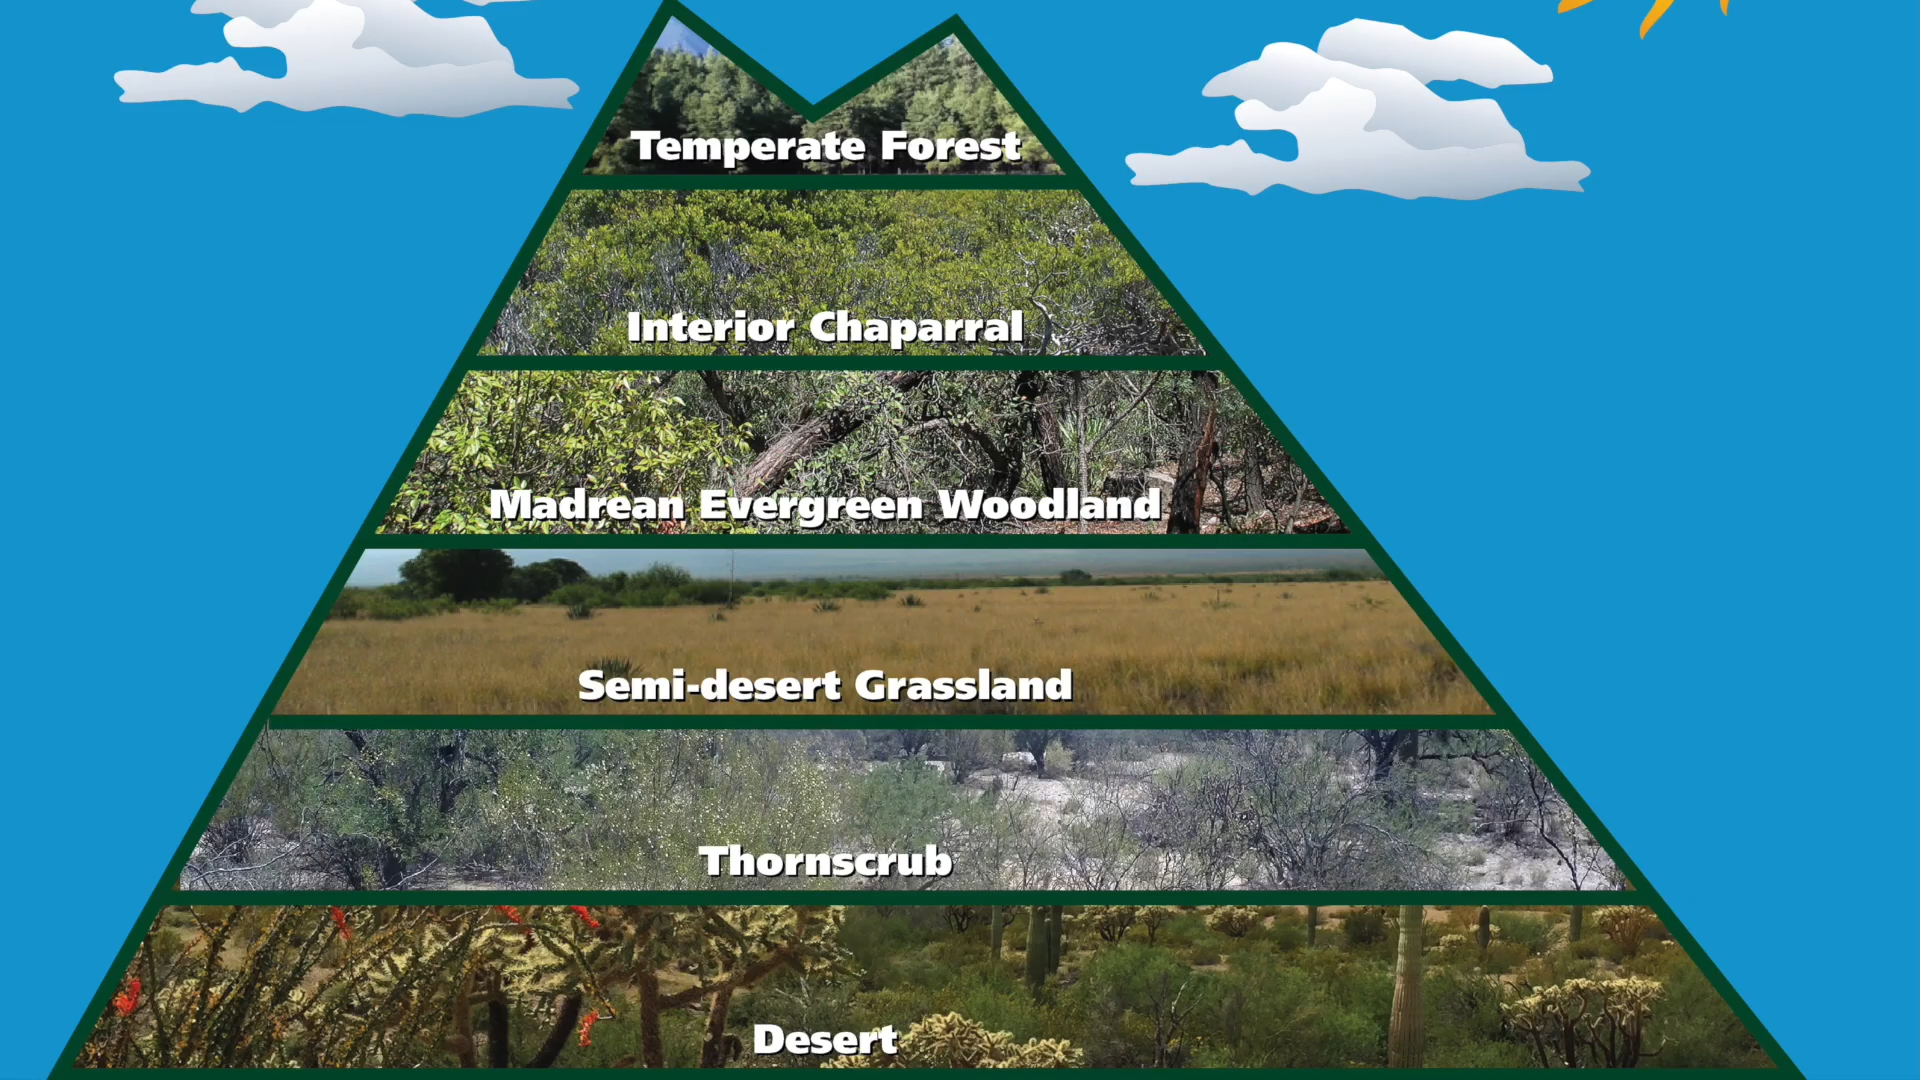 Temperate Forest
Interior Chaparral
Madrean Evergreen Woodland
Semi-desert Grassland
Thornscrub
Desert